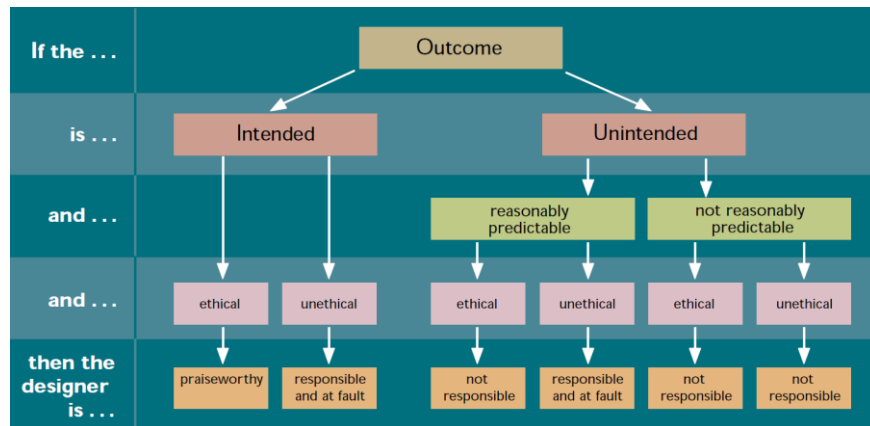 If the . . .
Outcome
is . . .
Intended
Unintended
and . . .
reasonably
predictable
not reasonably
predictable
and . . .
ethical
unethical
ethical
unethical
ethical
unethical
then the
designer
is . . .
praiseworthy
responsible
and at fault
not
responsible
responsible
and at fault
not
responsible
not
responsible